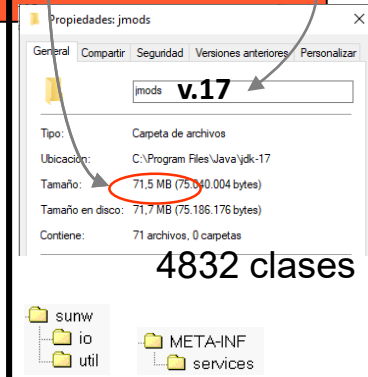 Propiedades: jmods
General Compartir Seguridad Versiones anteriores Personalizar
jmods v.17
Tipo: Carpeta de archivos
Ubicación: C:\Program Files\Java\jdk-17
Tamaño: 71,5 MB (75.040.004 bytes)
Tamaño en disco: 71,7 MB (75.186.176 bytes)
Contiene: 71 archivos, 0 carpetas
4832 clases
sunw
io
util
META-INF
services